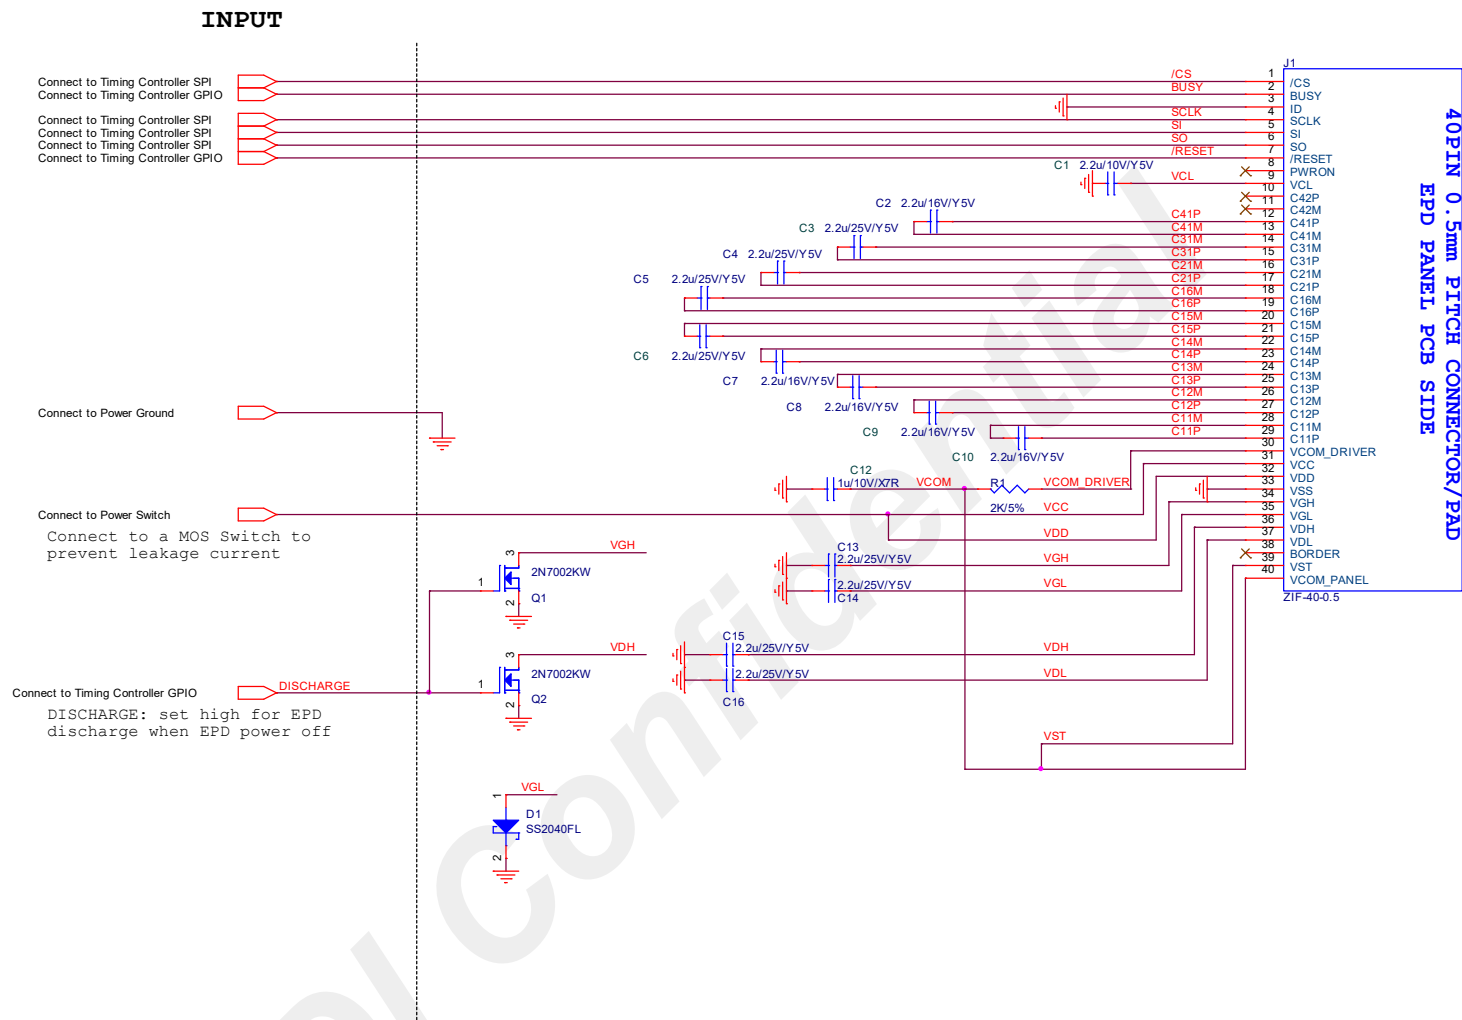 INPUT
Connect to Timing Controller SPI
Connect to Timing Controller GPIO
Connect to Timing Controller SPI
Connect to Timing Controller SPI
Connect to Timing Controller SPI
Connect to Timing Controller GPIO
Connect to Power Ground
Connect to Power Switch
Connect to a MOS Switch to
prevent leakage current
Connect to Timing Controller GPIO
DISCHARGE
DISCHARGE: set high for EPD
discharge when EPD power off
VGH
3
1
2N7002KW
2
Q1
VDH
3
1
2N7002KW
2
Q2
VGL
1
D1
SS2040FL
2
/CS
BUSY
SCLK
SI
SO
/RESET
C1 2.2u/10V/Y5V
VCL
C2 2.2u/16V/Y5V
C41P
C3 2.2u/25V/Y5V
C41M
C31M
C4 2.2u/25V/Y5V
C31P
C21M
C5 2.2u/25V/Y5V
C21P
C16M
C16P
C15M
C15P
C6 2.2u/25V/Y5V
C14M
C14P
C7 2.2u/16V/Y5V
C13M
C13P
C8 2.2u/16V/Y5V
C12M
C12P
C9 2.2u/16V/Y5V
C11M
C11P
C10 2.2u/16V/Y5V
C12
1u/10V/X7R
VCOM
R1
2K/5%
VCOM_DRIVER
VCC
VDD
C13
2.2u/25V/Y5V
VGH
2.2u/25V/Y5V
C14
VGL
C15
2.2u/25V/Y5V
VDH
2.2u/25V/Y5V
C16
VDL
VST
J1
1 /CS
2 BUSY
3 ID
4 SCLK
5 SI
6 SO
7 /RESET
8 PWRON
9 VCL
10 C42P
11 C42M
12 C41P
13 C41M
14 C31M
15 C31P
16 C21M
17 C21P
18 C16M
19 C16P
20 C15M
21 C15P
22 C14M
23 C14P
24 C13M
25 C13P
26 C12M
27 C12P
28 C11M
29 C11P
30 VCOM_DRIVER
31 VCC
32 VDD
33 VSS
34 VGH
35 VGL
36 VDH
37 VDL
38 BORDER
39 VST
40 VCOM_PANEL
ZIF-40-0.5
40PIN 0.5mm PITCH CONNECTOR/PAD
EPD PANEL PCB SIDE
Confidential